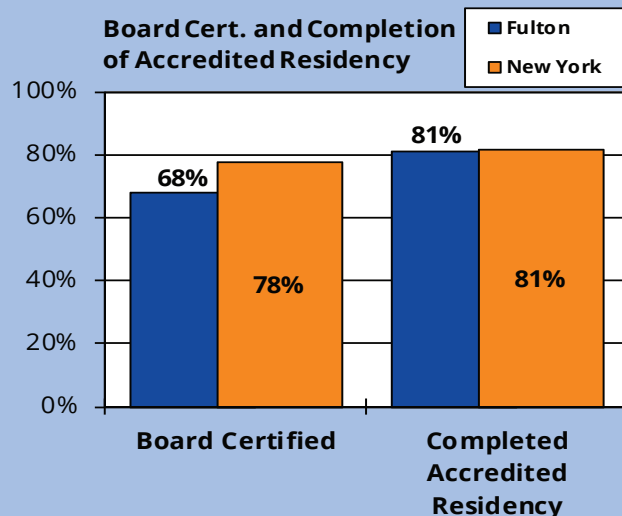 Board Cert. and Completion
of Accredited Residency
Fulton
New York
100%
80%
60%
40%
20%
0%
68%
78%
81%
81%
Board Certified
Completed
Accredited
Residency